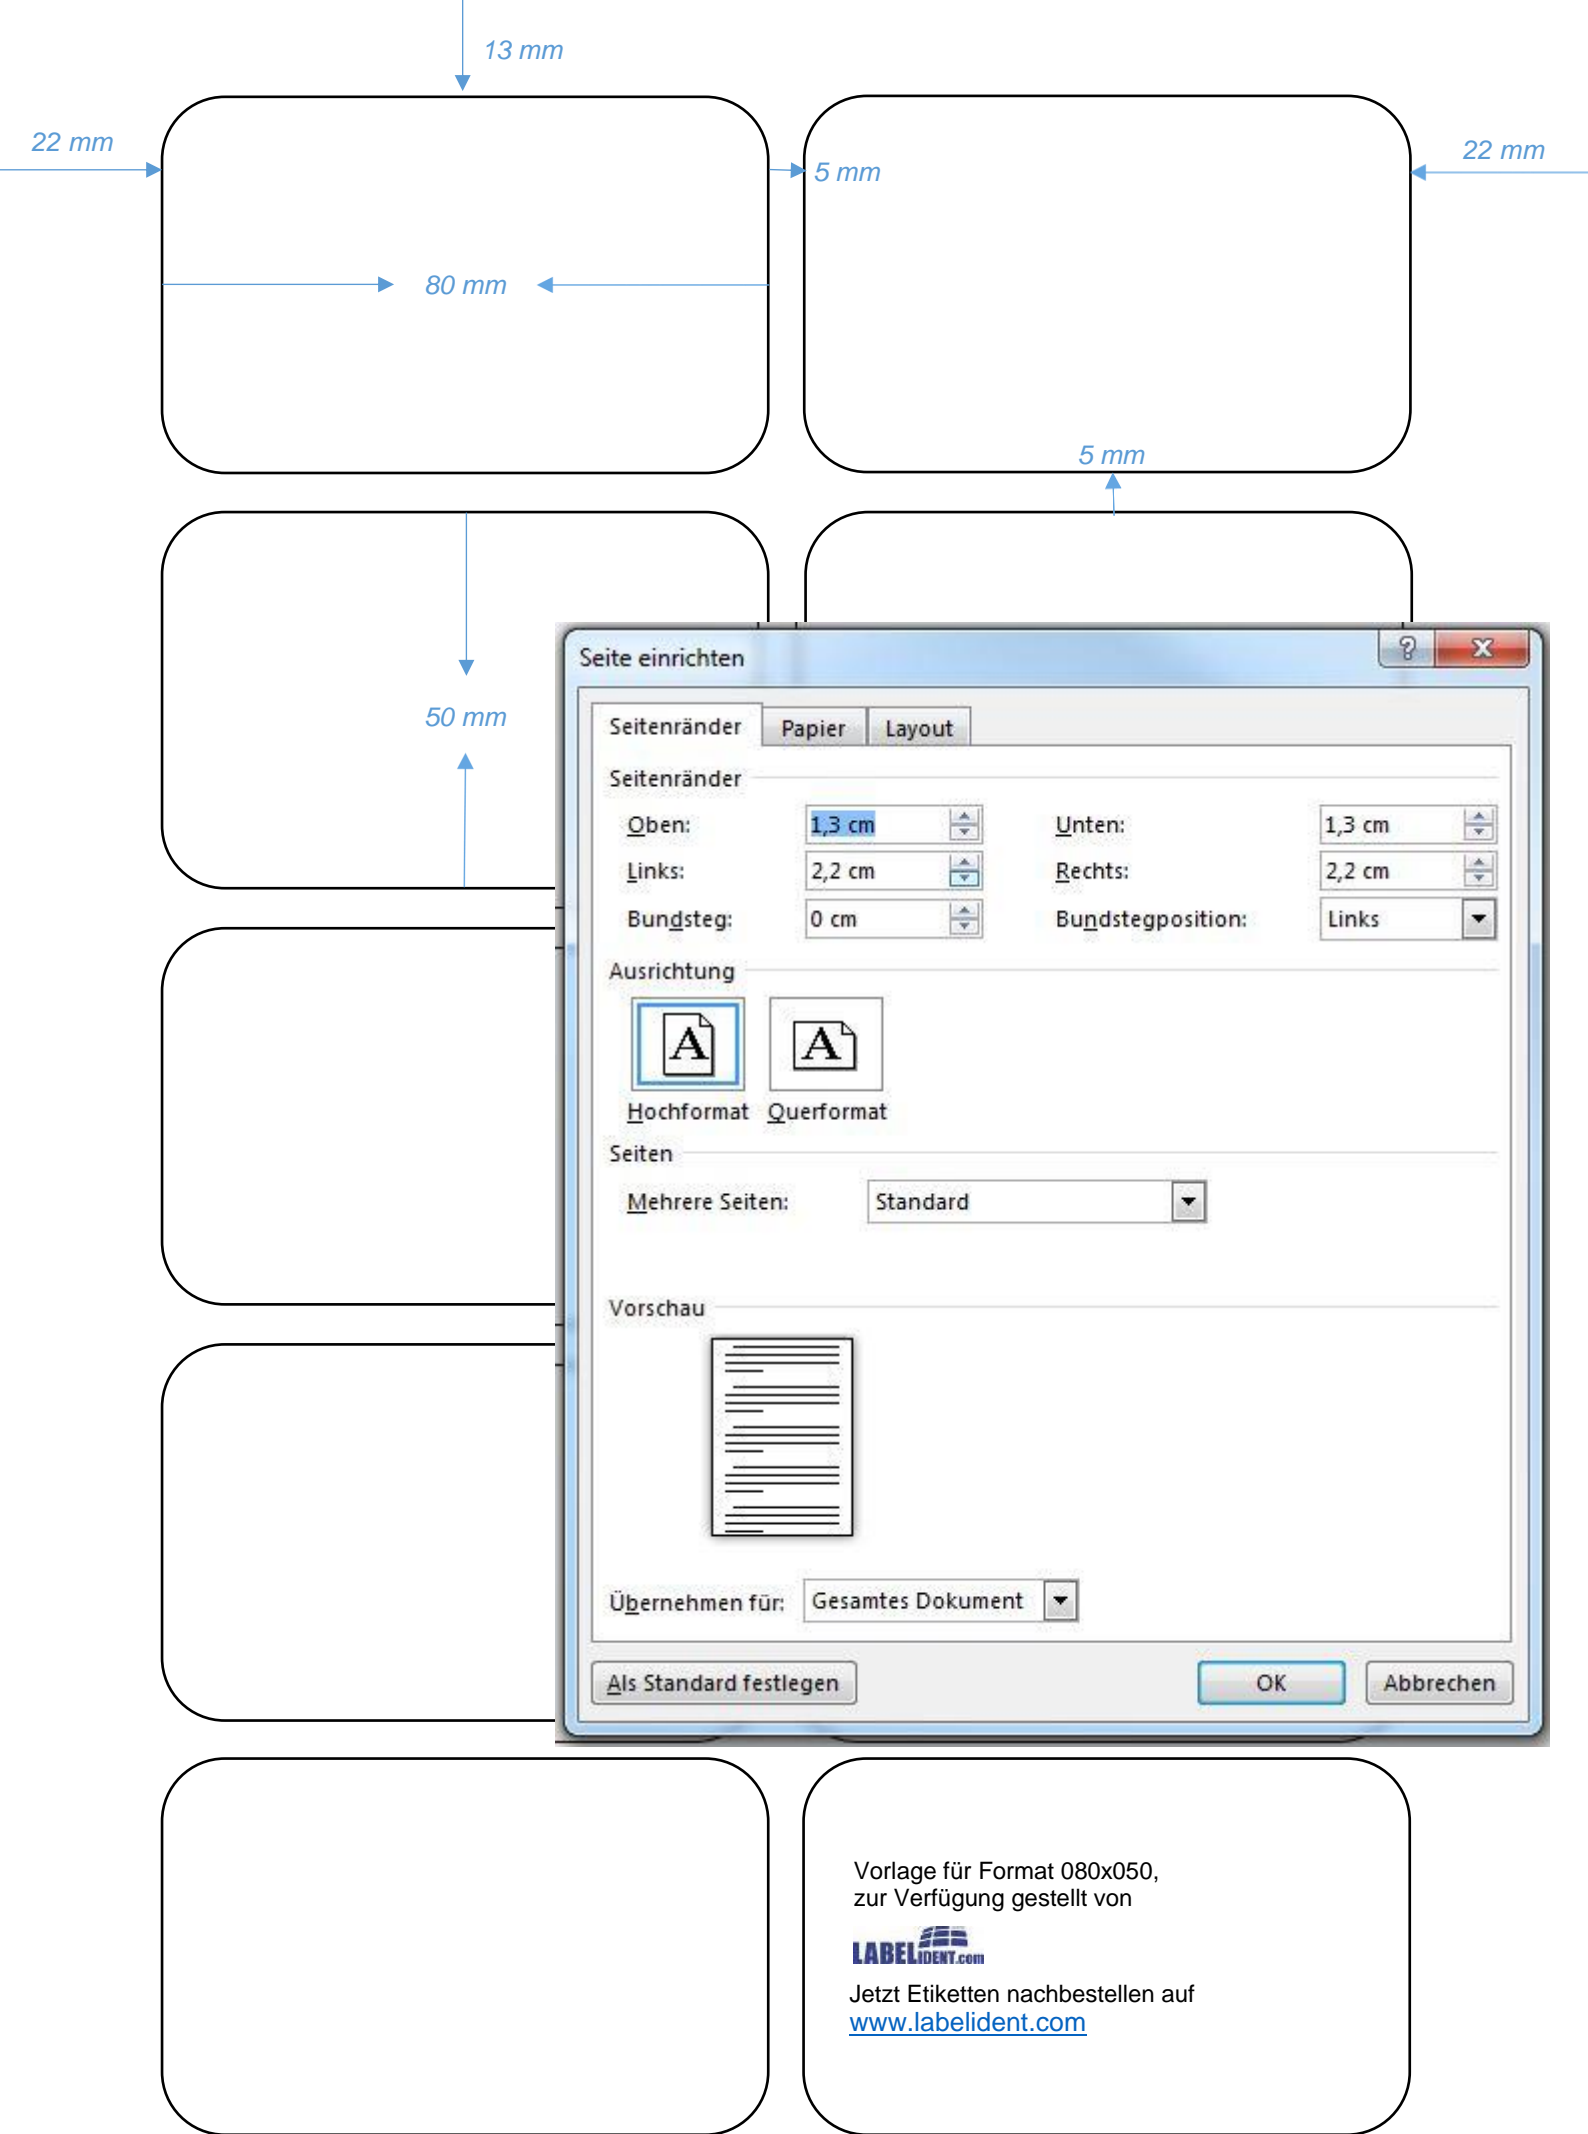 13 mm
22 mm
22 mm
5 mm
80 mm
5 mm
50 mm
Seite einrichten
Seitenränder Papier Layout
Seitenränder
Oben: 1,3 cm Unten: 1,3 cm
Links: 2,2 cm Rechts: 2,2 cm
Bundsteg: 0 cm Bundstegposition: Links
Ausrichtung
A A
Hochformat Querformat
Seiten
Mehrere Seiten: Standard
Vorschau
Übernehmen für: Gesamtes Dokument
Als Standard festlegen OK Abbrechen
Vorlage für Format 080x050,
zur Verfügung gestellt von
LABELIDENT.com
Jetzt Etiketten nachbestellen auf
www.labelident.com